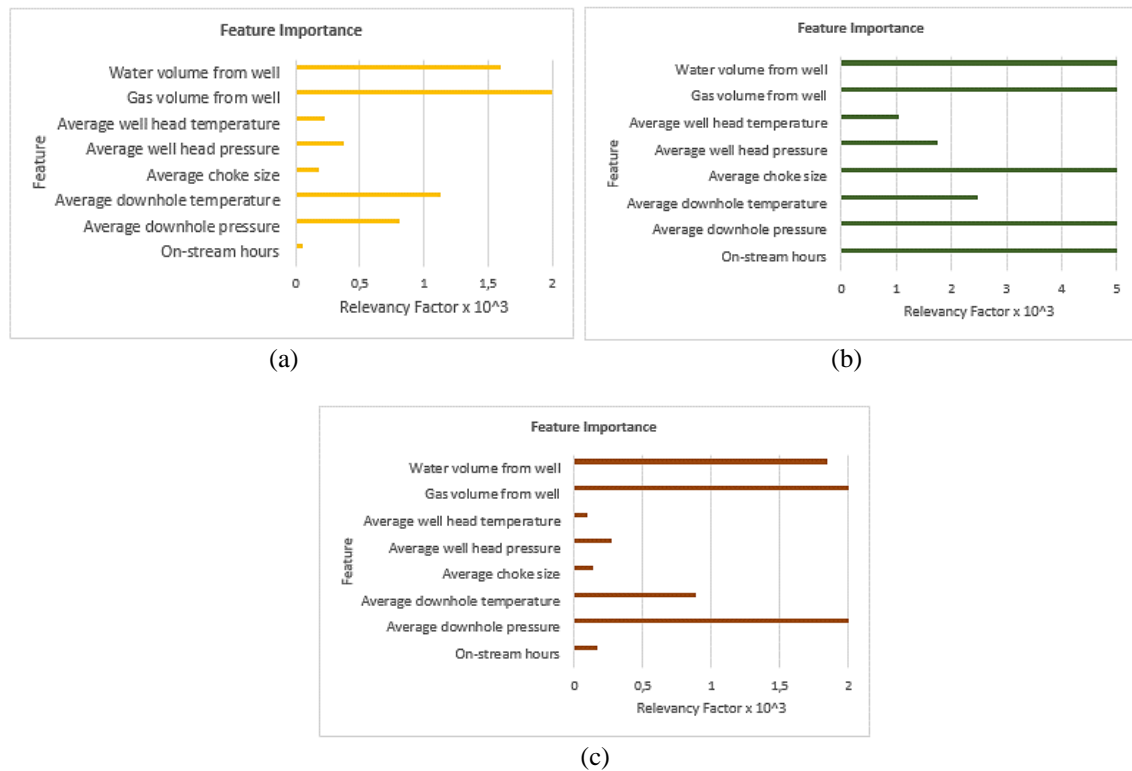 Feature Importance
Water volume from well
Gas volume from well
Average well head temperature
Average well head pressure
Average choke size
Average downhole temperature
Average downhole pressure
On-stream hours
Feature
0 0,5 1 1,5 2
Relevancy Factor x 10^3
(a)
Feature Importance
Water volume from well
Gas volume from well
Average well head temperature
Average well head pressure
Average choke size
Average downhole temperature
Average downhole pressure
On-stream hours
Feature
0 1 2 3 4 5
Relevancy Factor x 10^3
(b)
Feature Importance
Water volume from well
Gas volume from well
Average well head temperature
Average well head pressure
Average choke size
Average downhole temperature
Average downhole pressure
On-stream hours
Feature
0 0,5 1 1,5 2
Relevancy Factor x 10^3
(c)